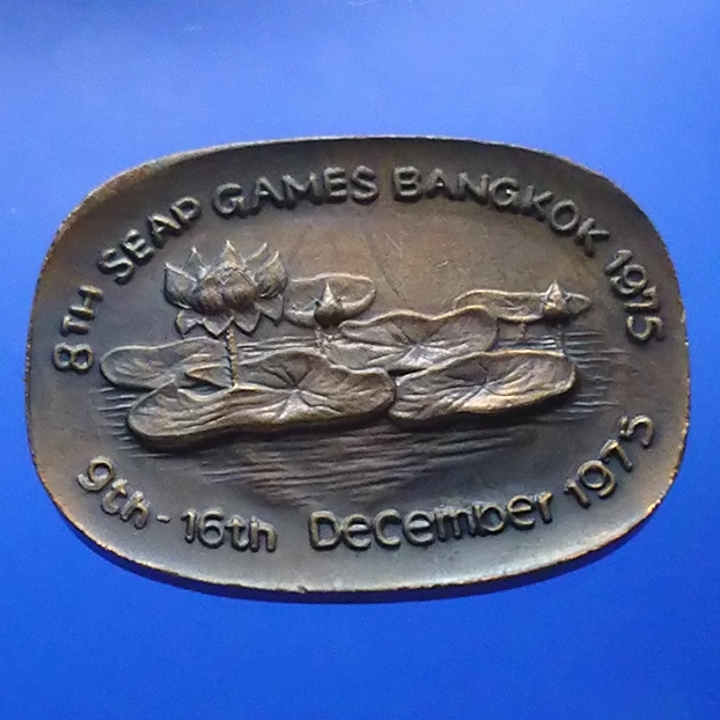 8TH SEAP GAMES BANGKOK 1975
9th - 16th December 1975